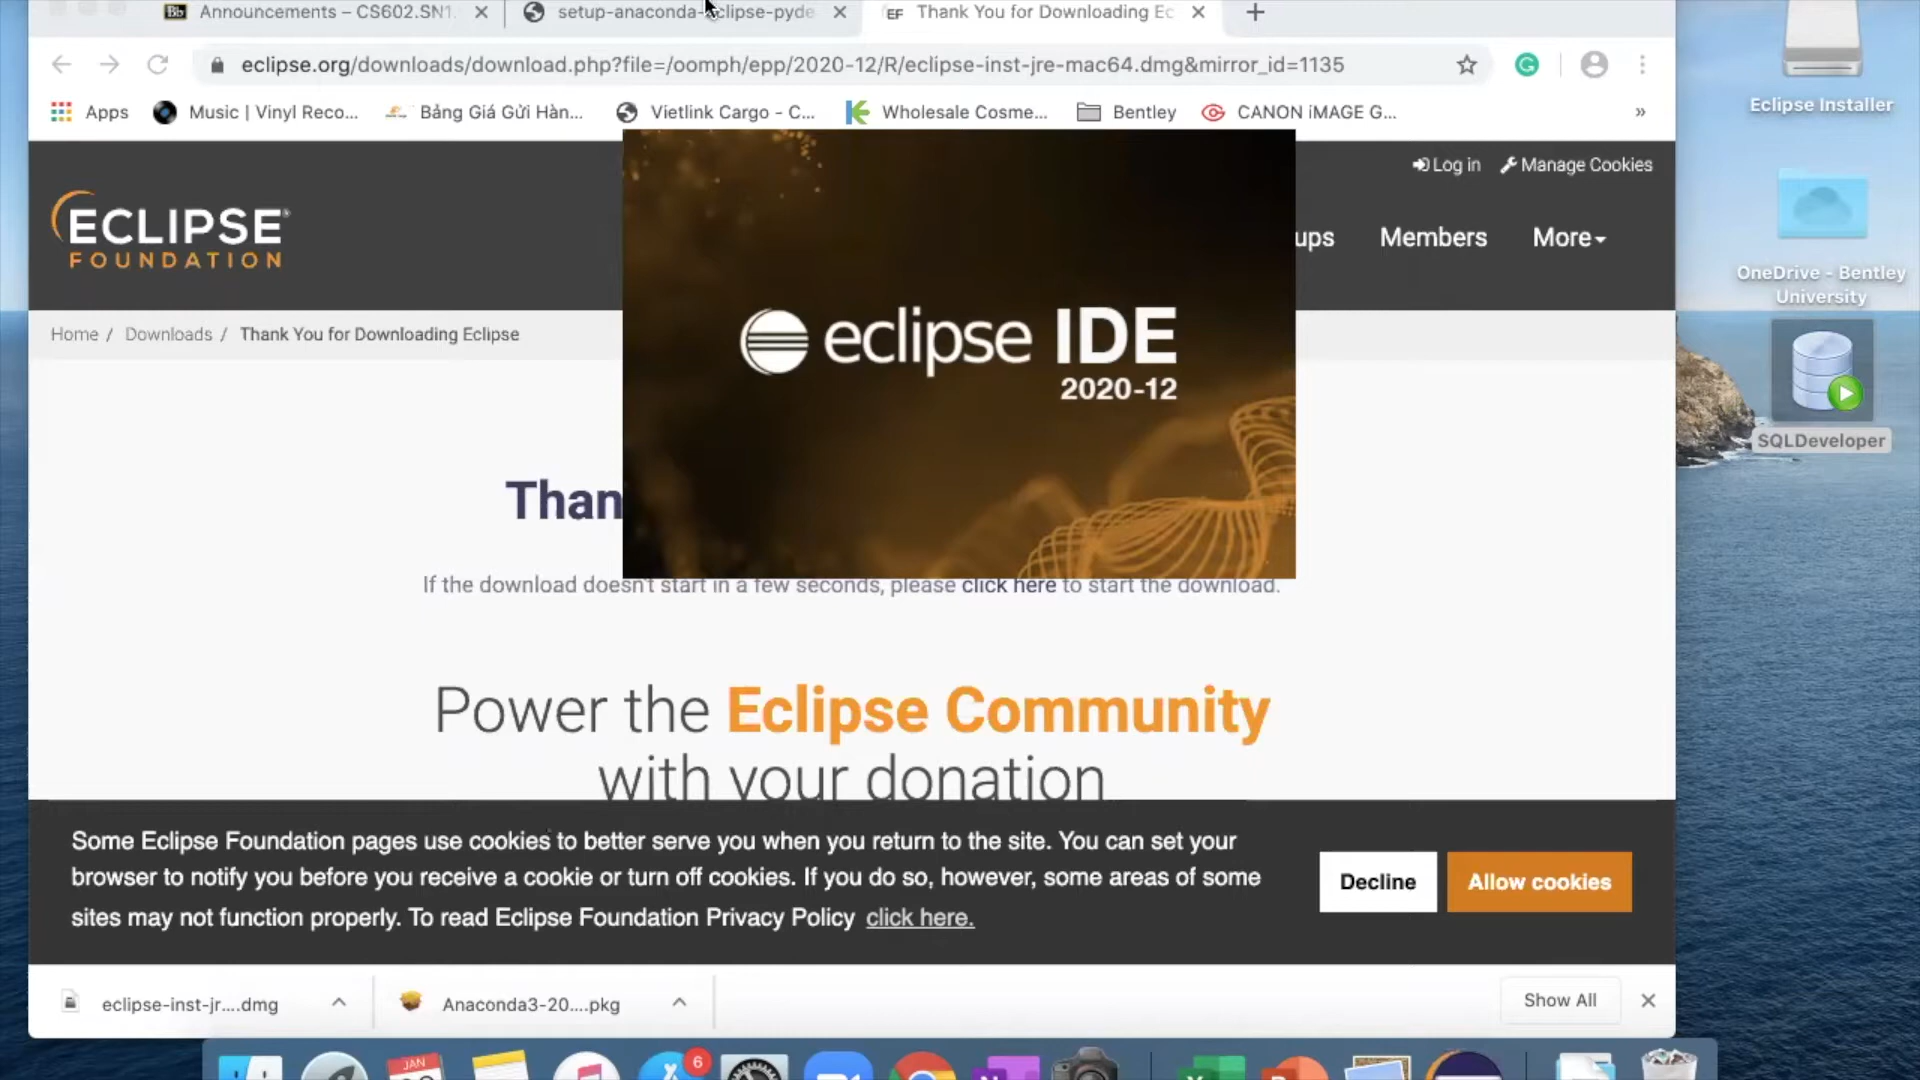 Announcements – CS602.SN1.
setup-anaconda-eclipse-pyde
EF Thank You for Downloading Ec
eclipse.org/downloads/download.php?file=/oomph/epp/2020-12/R/eclipse-inst-jre-mac64.dmg&mirror_id=1135
Apps
Music | Vinyl Reco...
Bảng Giá Gửi Hàn...
Vietlink Cargo - C...
Wholesale Cosme...
Bentley
CANON iMAGE G...
»
Log in
Manage Cookies
ECLIPSE
FOUNDATION
ups
Members
More
Home / Downloads / Thank You for Downloading Eclipse
eclipse IDE
2020-12
Than
If the download doesn't start in a few seconds, please click here to start the download.
Power the Eclipse Community
with your donation
Some Eclipse Foundation pages use cookies to better serve you when you return to the site. You can set your
browser to notify you before you receive a cookie or turn off cookies. If you do so, however, some areas of some
sites may not function properly. To read Eclipse Foundation Privacy Policy click here.
Decline
Allow cookies
eclipse-inst-jr....dmg
Anaconda3-20....pkg
Show All
Eclipse Installer
OneDrive - Bentley
University
SQLDeveloper
JAN
6